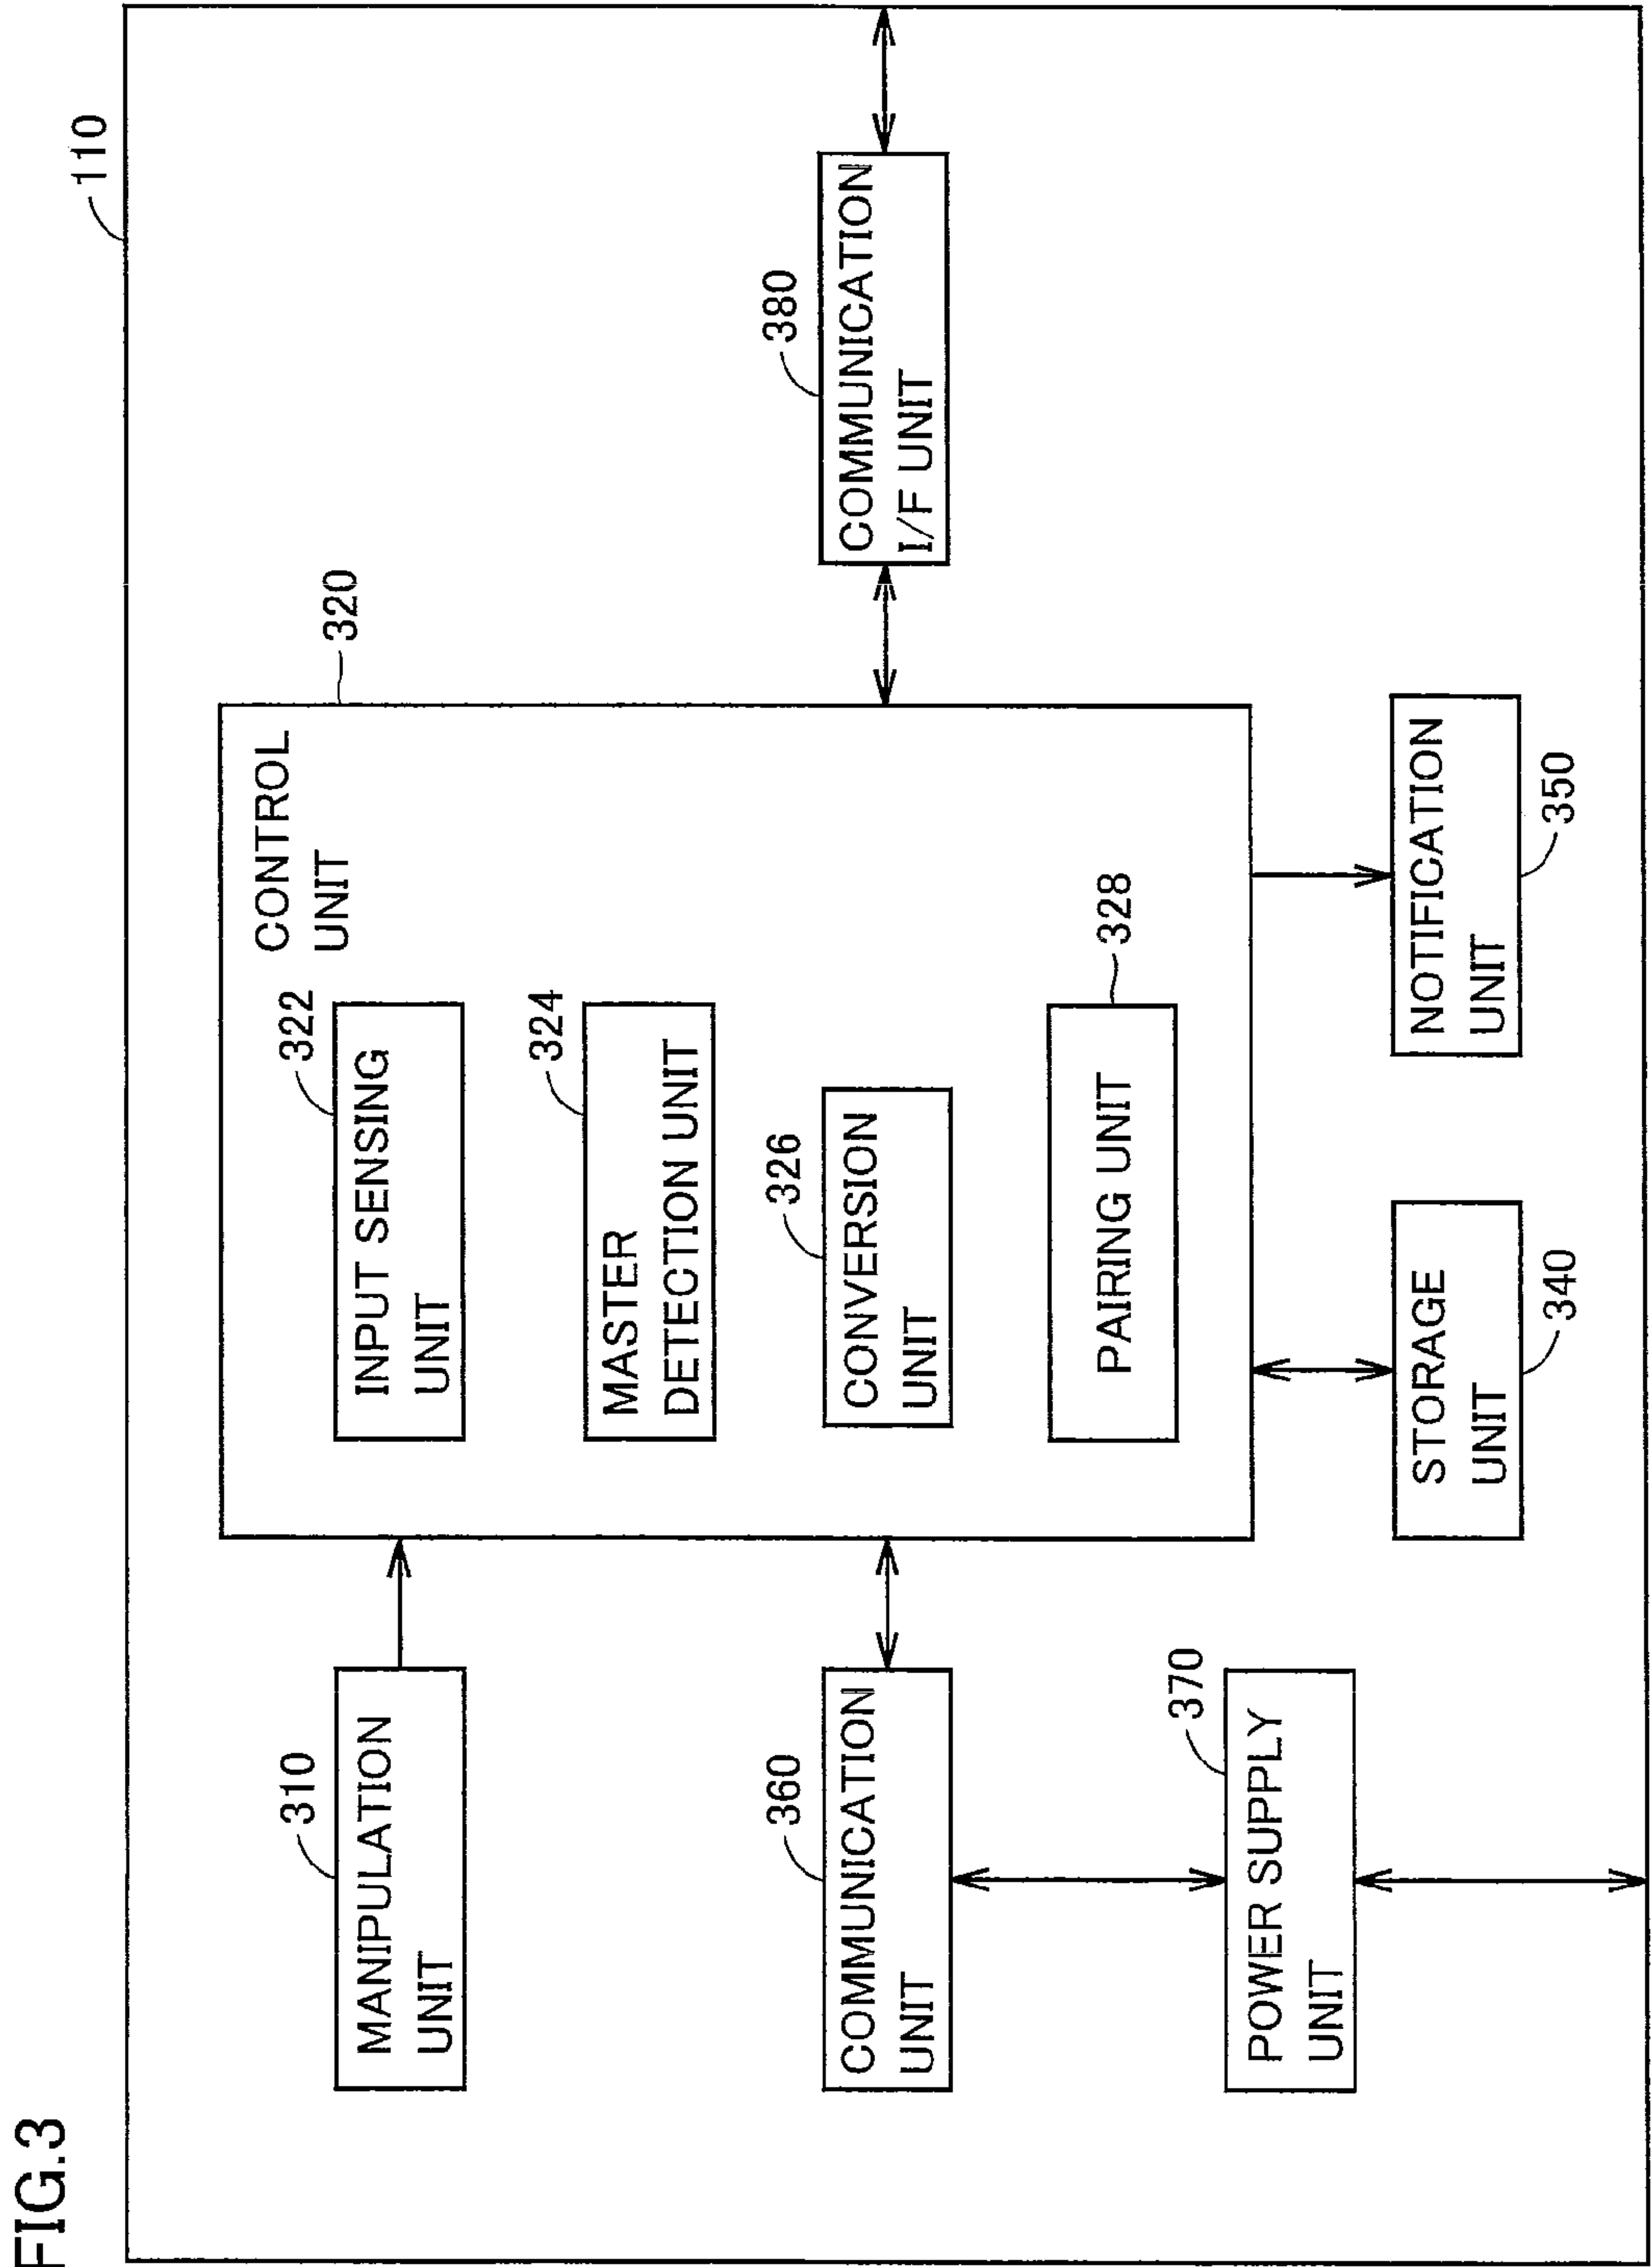 FIG.3
110
310
MANIPULATION
UNIT
320
CONTROL
UNIT
322
INPUT SENSING
UNIT
324
MASTER
DETECTION UNIT
326
CONVERSION
UNIT
PAIRING UNIT
328
360
COMMUNICATION
UNIT
380
COMMUNICATION
I/F UNIT
370
POWER SUPPLY
UNIT
STORAGE
UNIT
340
NOTIFICATION
UNIT
350